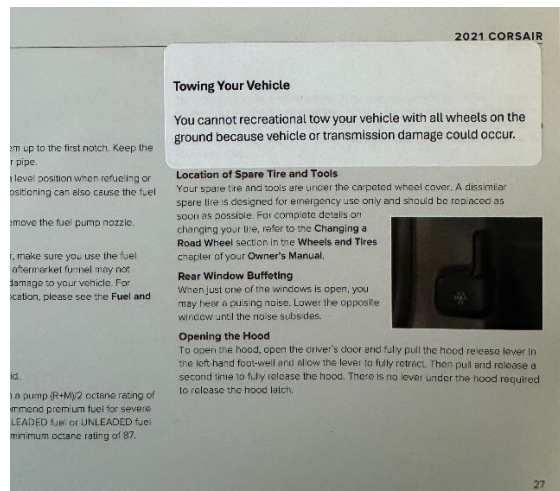 2021 CORSAIR
em up to the first notch. Keep the
r pipe.
a level position when refueling or
ositioning can also cause the fuel
emove the fuel pump nozzle.
r, make sure you use the fuel
aftermarket funnel may not
damage to your vehicle. For
ocation, please see the Fuel and
id.
a pump (R+M)/2 octane rating of
ommend premium fuel for severe
LEADED fuel or UNLEADED fuel
minimum octane rating of 87.
Towing Your Vehicle
You cannot recreational tow your vehicle with all wheels on the
ground because vehicle or transmission damage could occur.
Location of Spare Tire and Tools
Your spare tire and tools are under the carpeted wheel cover. A dissimilar
spare tire is designed for emergency use only and should be replaced as
soon as possible. For complete details on
changing your tire, refer to the Changing a
Road Wheel section in the Wheels and Tires
chapter of your Owner's Manual.
Rear Window Buffeting
When just one of the windows is open, you
may hear a pulsing noise. Lower the opposite
window until the noise subsides.
Opening the Hood
To open the hood, open the driver's door and fully pull the hood release lever in
the left-hand foot-well and allow the lever to fully retract. Then pull and release a
second time to fully release the hood. There is no lever under the hood required
to release the hood latch.
27